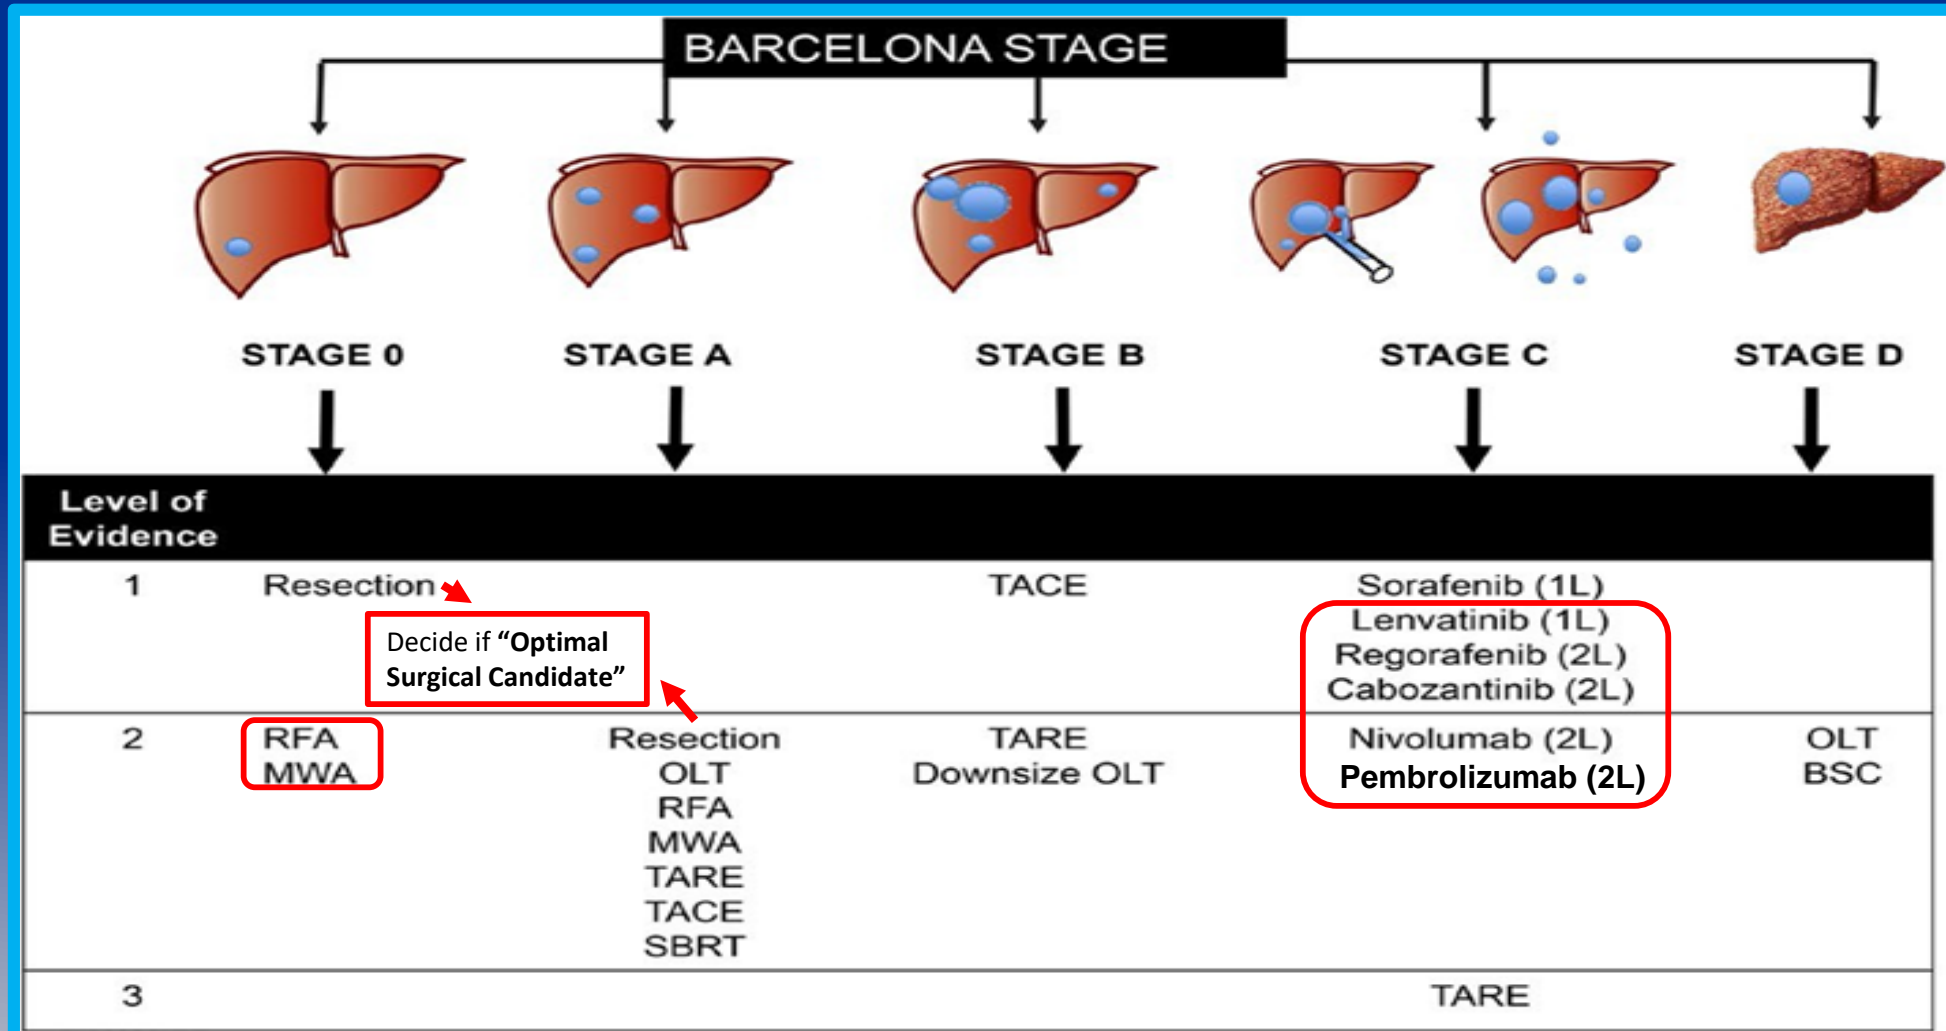 BARCELONA STAGE
STAGE 0
STAGE A
STAGE B
STAGE C
STAGE D
Level of
Evidence
1
Resection
Decide if “Optimal
Surgical Candidate”
TACE
Sorafenib (1L)
Lenvatinib (1L)
Regorafenib (2L)
Cabozantinib (2L)
2
RFA
MWA
Resection
OLT
RFA
MWA
TARE
TACE
SBRT
TARE
Downsize OLT
Nivolumab (2L)
Pembrolizumab (2L)
OLT
BSC
3
TARE